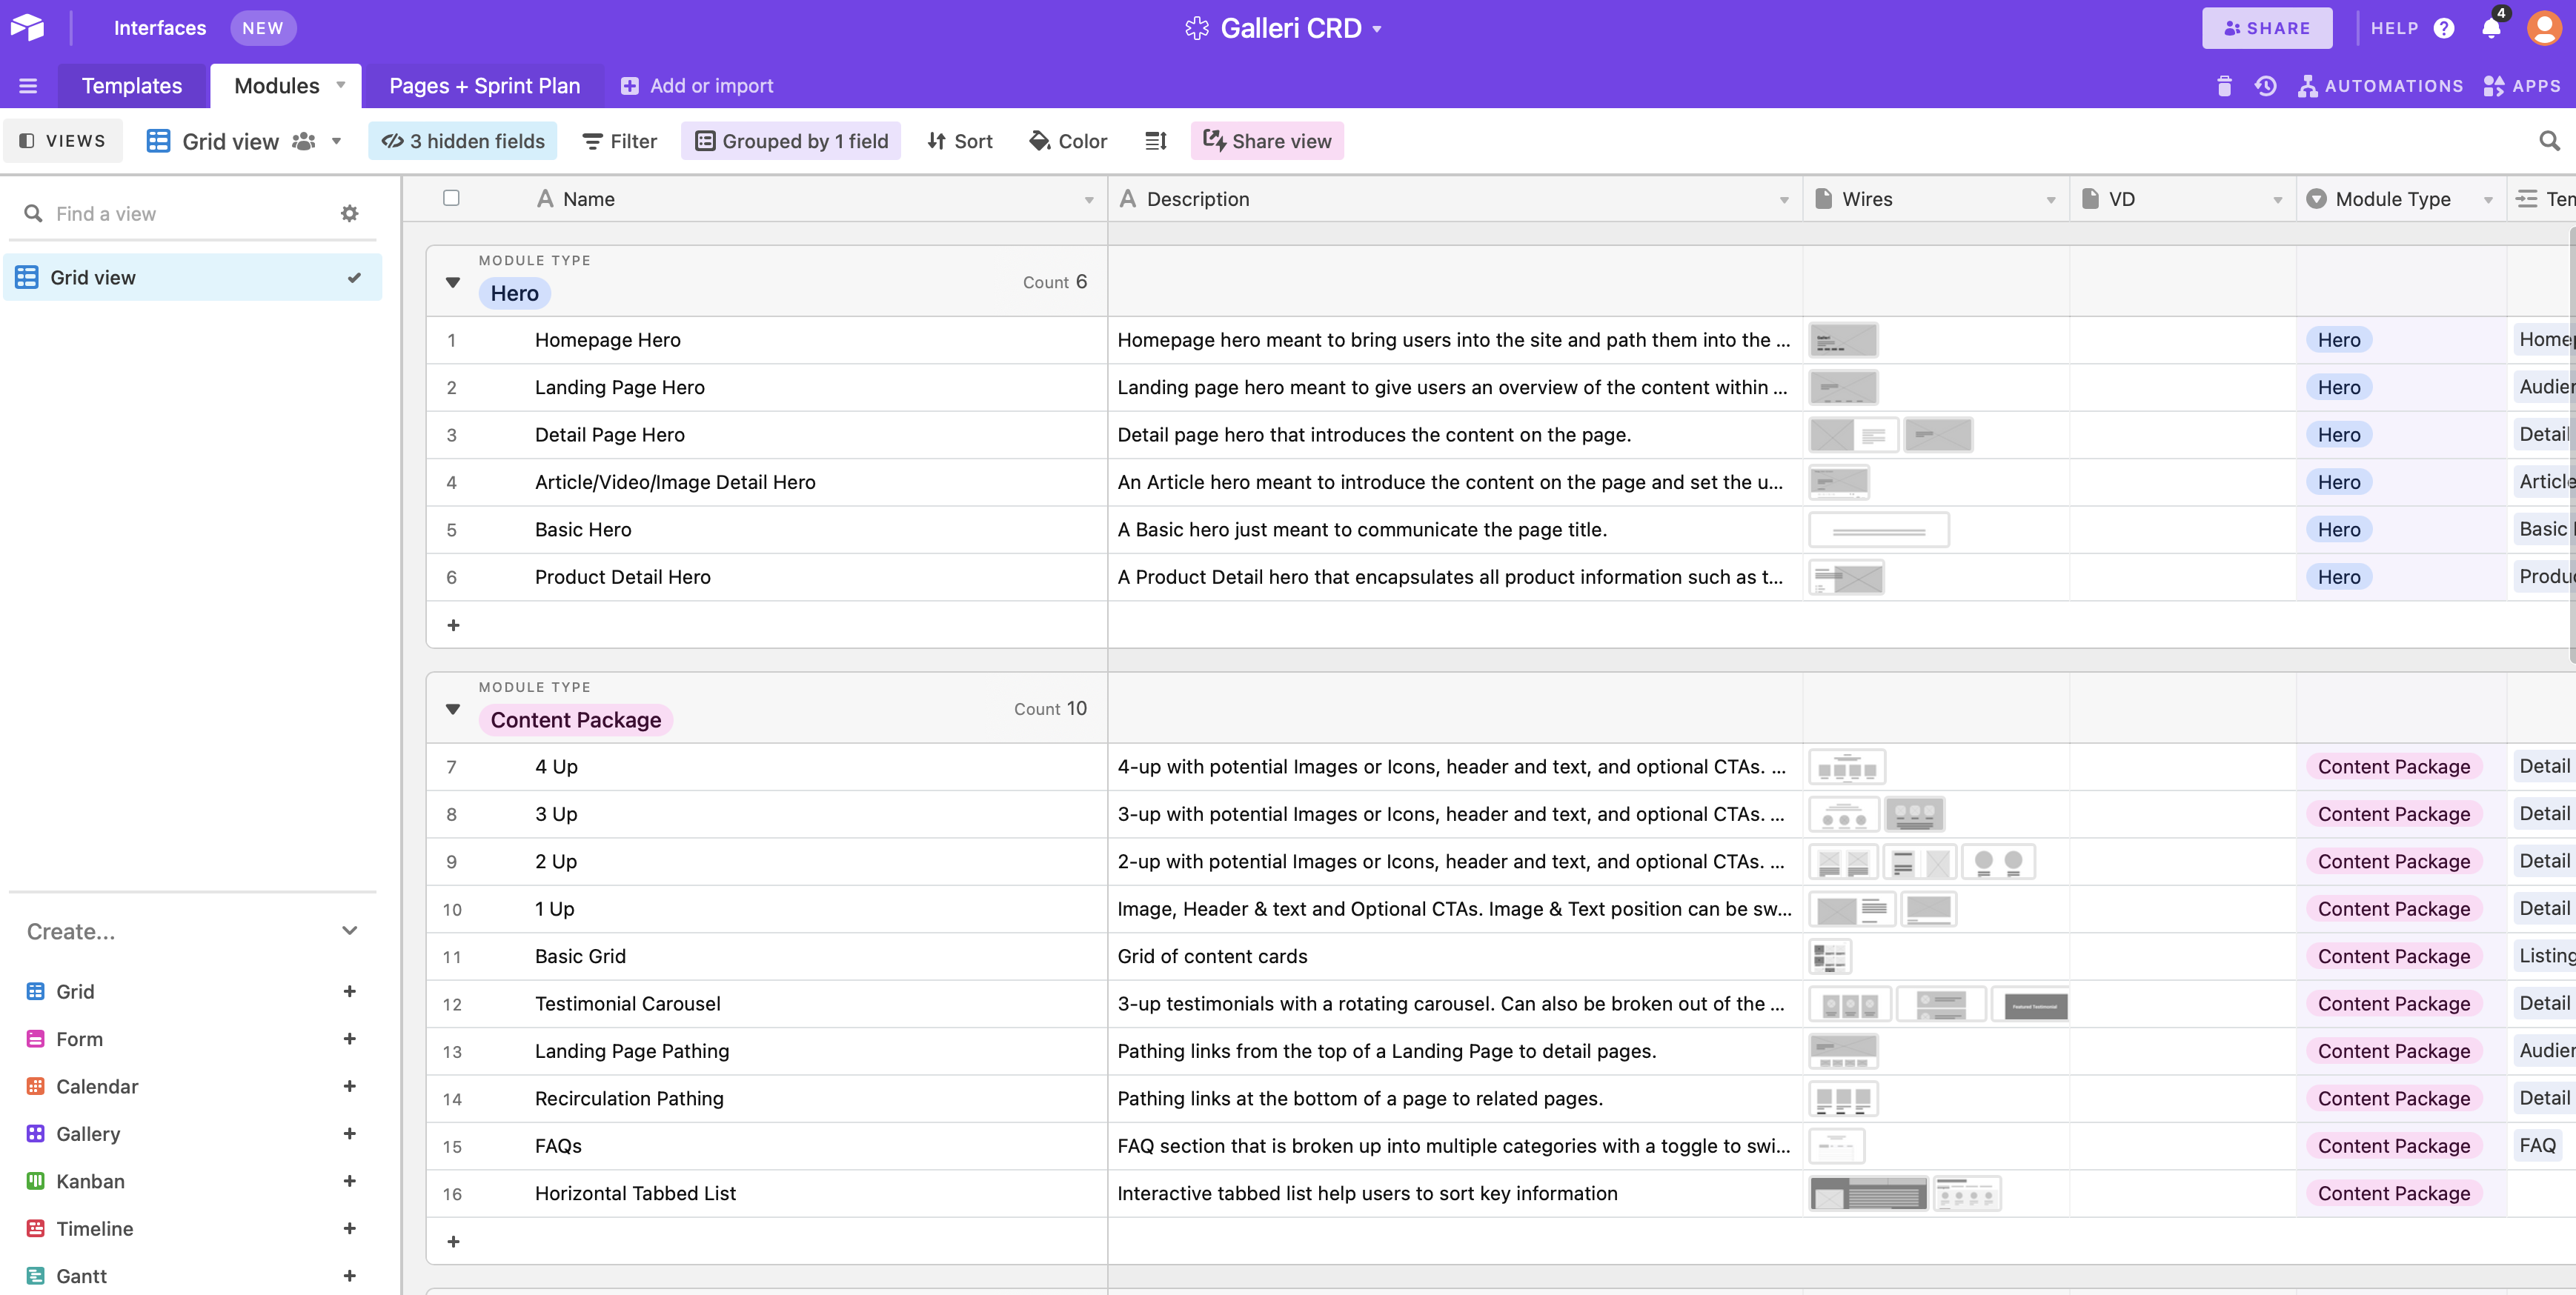 Interfaces NEW Galleri CRD SHARE HELP 4
Templates Modules Pages + Sprint Plan Add or import AUTOMATIONS APPS
VIEWS Grid view 3 hidden fields Filter Grouped by 1 field Sort Color Share view
Find a view
Grid view
Create...
Grid
Form
Calendar
Gallery
Kanban
Timeline
Gantt
Name Description Wires VD Module Type
MODULE TYPE
Hero Count 6
1 Homepage Hero Homepage hero meant to bring users into the site and path them into the ... Hero
2 Landing Page Hero Landing page hero meant to give users an overview of the content within ... Hero
3 Detail Page Hero Detail page hero that introduces the content on the page. Hero Detail
4 Article/Video/Image Detail Hero An Article hero meant to introduce the content on the page and set the u... Hero Article
5 Basic Hero A Basic hero just meant to communicate the page title. Hero Basic
6 Product Detail Hero A Product Detail hero that encapsulates all product information such as t... Hero
MODULE TYPE
Content Package Count 10
7 4 Up 4-up with potential Images or Icons, header and text, and optional CTAs. ... Content Package Detail
8 3 Up 3-up with potential Images or Icons, header and text, and optional CTAs. ... Content Package Detail
9 2 Up 2-up with potential Images or Icons, header and text, and optional CTAs. ... Content Package Detail
10 1 Up Image, Header & text and Optional CTAs. Image & Text position can be sw... Content Package Detail
11 Basic Grid Grid of content cards Content Package Listing
12 Testimonial Carousel 3-up testimonials with a rotating carousel. Can also be broken out of the ... Featured Testimonial Content Package Detail
13 Landing Page Pathing Pathing links from the top of a Landing Page to detail pages. Content Package
14 Recirculation Pathing Pathing links at the bottom of a page to related pages. Content Package Detail
15 FAQs FAQ section that is broken up into multiple categories with a toggle to swi... Content Package FAQ
16 Horizontal Tabbed List Interactive tabbed list help users to sort key information Content Package